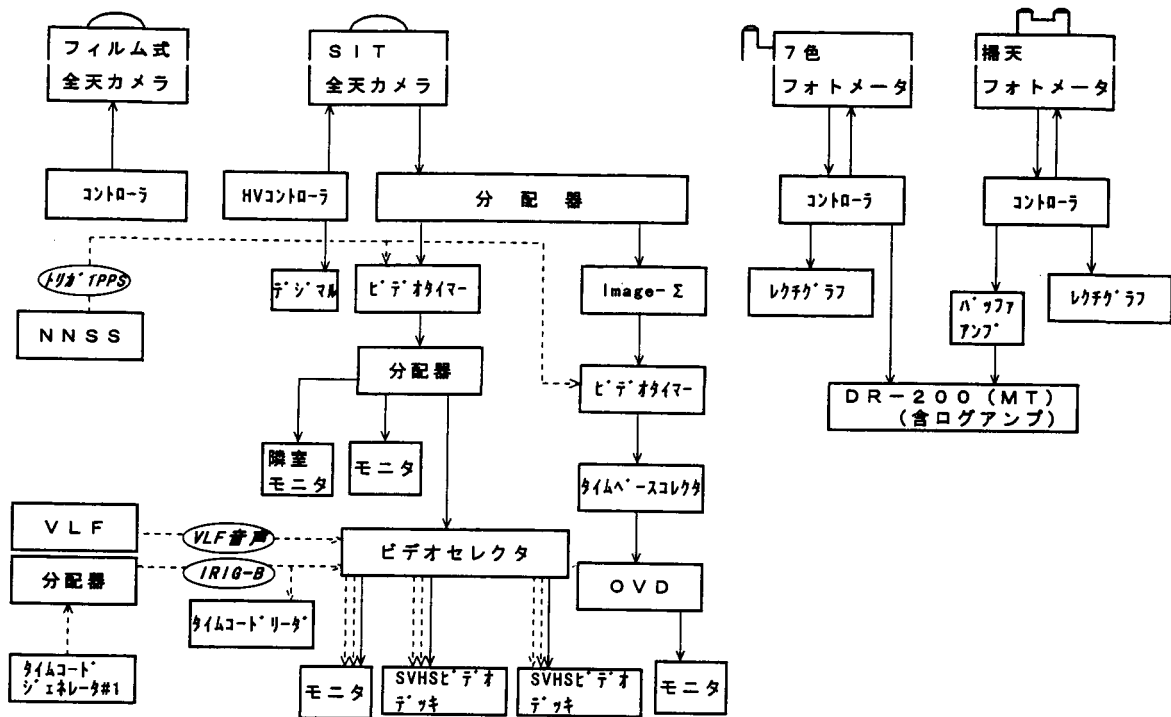 フィルム式
全天カメラ
SIT
全天カメラ
7色
フォトメータ
掃天
フォトメータ
コントローラ
HVコントローラ
分配器
コントローラ
コントローラ
トリガ 1PPS
NNSS
デジマル
ビデオタイマー
Image-Σ
レクチグラフ
バッファ
アンプ
レクチグラフ
分配器
ビデオタイマー
DR-200(MT)
(含ログアンプ)
隣室
モニタ
モニタ
タイムベースコレクタ
VLF
VLF音声
ビデオセレクタ
分配器
IRIG-B
OVD
タイムコードリーダ
タイムコード
ジェネレータ#1
モニタ
SVHSビデオ
デッキ
SVHSビデオ
デッキ
モニタ